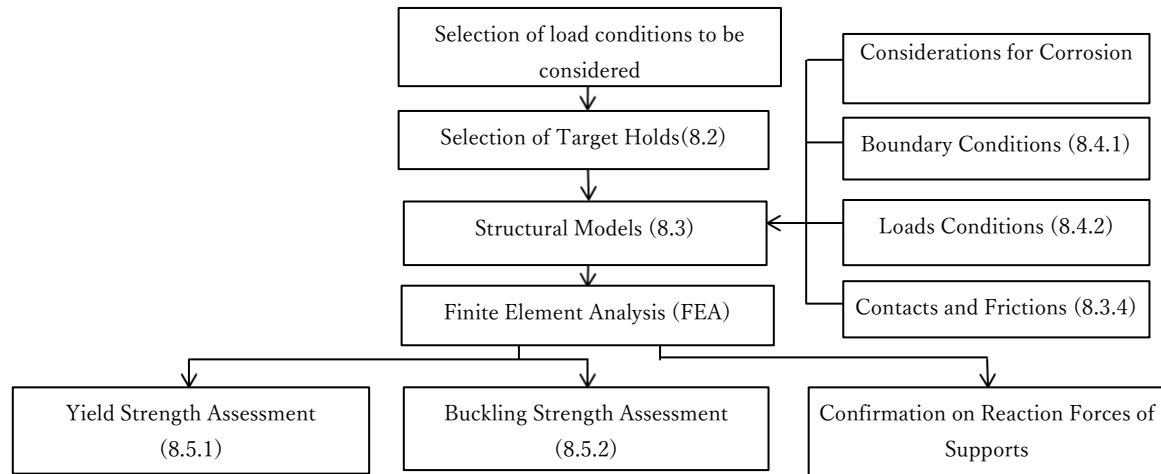 Selection of load conditions to be
considered
Considerations for Corrosion
Selection of Target Holds(8.2)
Boundary Conditions (8.4.1)
Structural Models (8.3)
Loads Conditions (8.4.2)
Finite Element Analysis (FEA)
Contacts and Frictions (8.3.4)
Yield Strength Assessment
(8.5.1)
Buckling Strength Assessment
(8.5.2)
Confirmation on Reaction Forces of
Supports